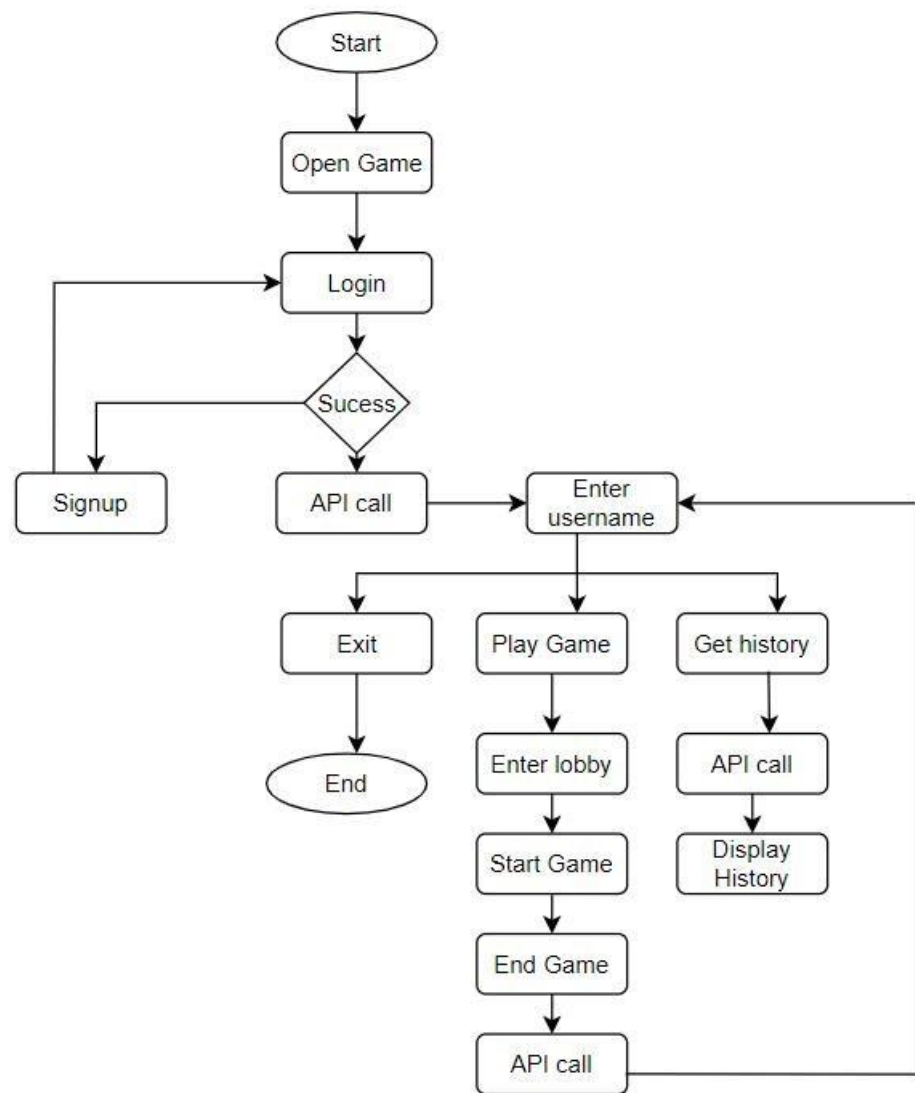 Start
Open Game
Login
Sucess
Signup
API call
Enter
username
Exit
Play Game
Get history
End
Enter lobby
API call
Start Game
Display
History
End Game
API call